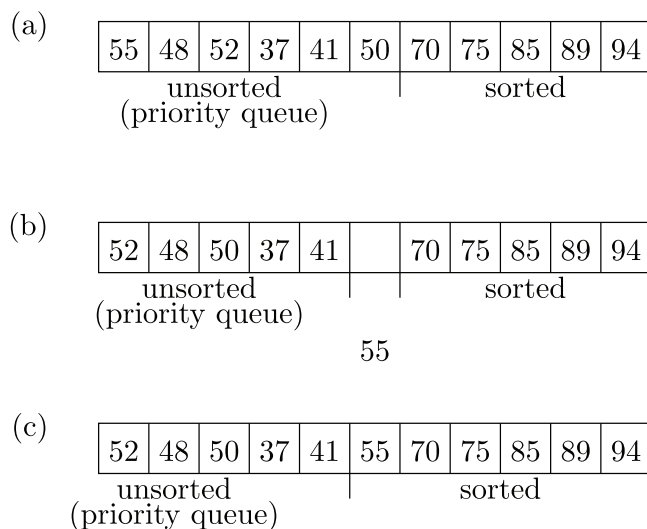 (a)
55 48 52 37 41 50 70 75 85 89 94
unsorted sorted
(priority queue)
(b)
52 48 50 37 41 70 75 85 89 94
unsorted sorted
(priority queue)
55
(c)
52 48 50 37 41 55 70 75 85 89 94
unsorted sorted
(priority queue)